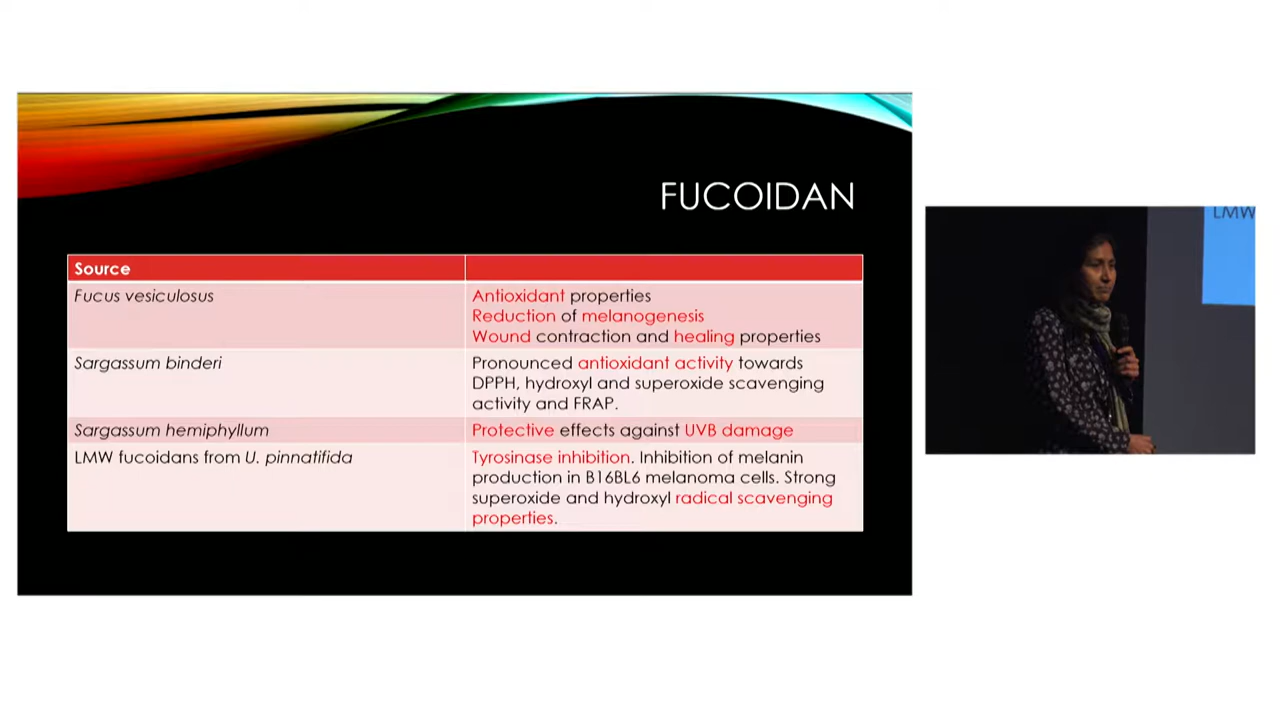 FUCOIDAN
Source
Fucus vesiculosus
Antioxidant properties
Reduction of melanogenesis
Wound contraction and healing properties
Sargassum binderi
Pronounced antioxidant activity towards
DPPH, hydroxyl and superoxide scavenging
activity and FRAP.
Sargassum hemiphyllum
Protective effects against UVB damage
LMW fucoidans from U. pinnatifida
Tyrosinase inhibition. Inhibition of melanin
production in B16BL6 melanoma cells. Strong
superoxide and hydroxyl radical scavenging
properties.
LMW